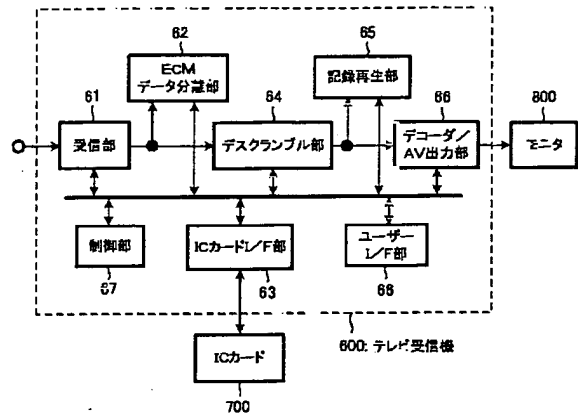 62
ECM
データ分離部
65
記録再生部
61
受信部
64
デスクランブル部
66
デコーダ/
AV出力部
800
モニタ
制御部
67
ICカードI/F部
63
ユーザー
I/F部
68
600: テレビ受信機
ICカード
700